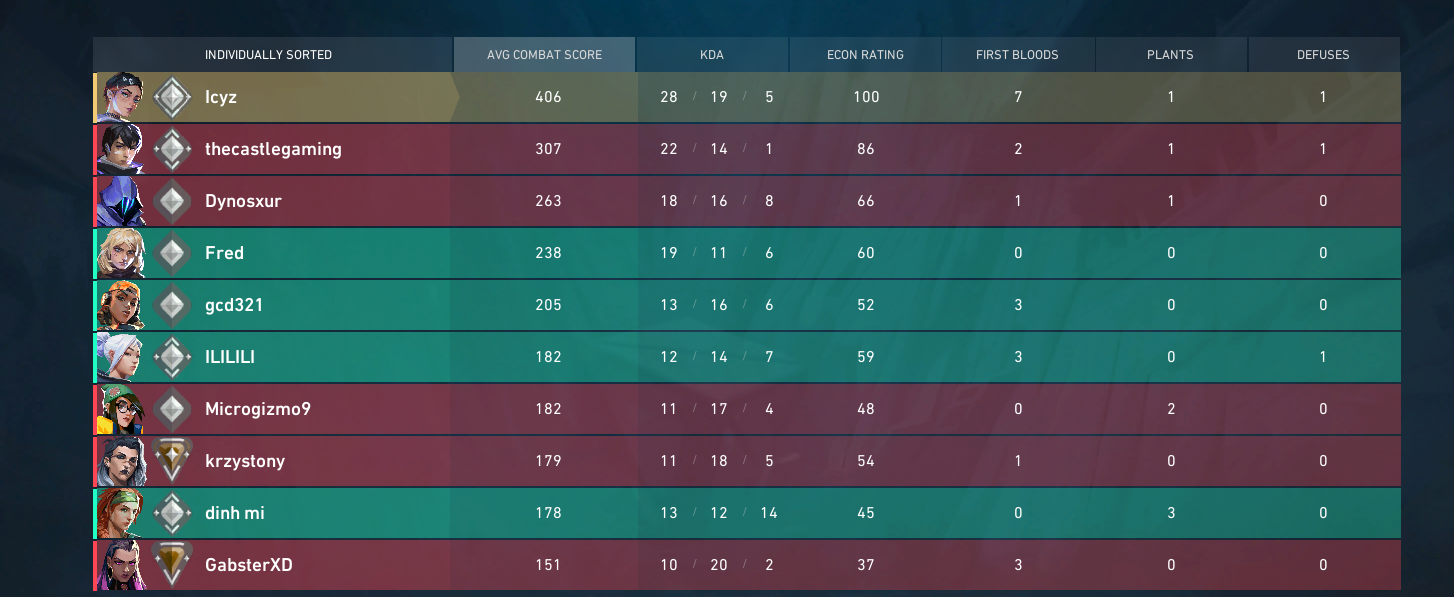 INDIVIDUALLY SORTED AVG COMBAT SCORE KDA ECON RATING FIRST BLOODS PLANTS DEFUSES
Icyz 406 28 / 19 / 5 100 7 1 1
thecastlegaming 307 22 / 14 / 1 86 2 1 1
Dynosxur 263 18 / 16 / 8 66 1 1 0
Fred 238 19 / 11 / 6 60 0 0 0
gcd321 205 13 / 16 / 6 52 3 0 0
ILILILI 182 12 / 14 / 7 59 3 0 1
Microgizmo9 182 11 / 17 / 4 48 0 2 0
krzystony 179 11 / 18 / 5 54 1 0 0
dinh mi 178 13 / 12 / 14 45 0 3 0
GabsterXD 151 10 / 20 / 2 37 3 0 0